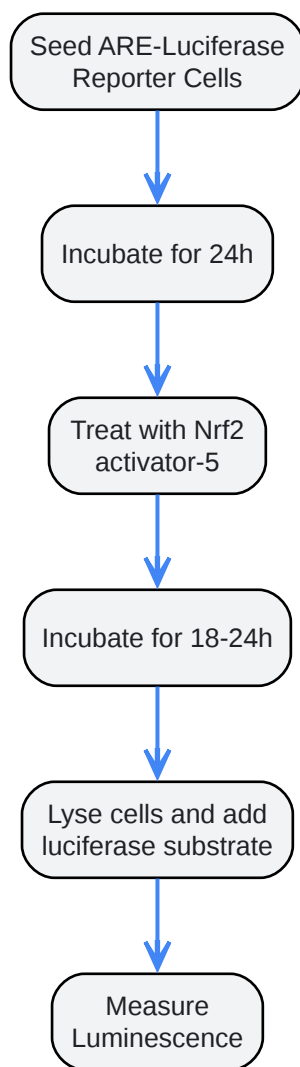 Seed ARE-Luciferase
Reporter Cells
Incubate for 24h
Treat with Nrf2
activator-5
Incubate for 18-24h
Lyse cells and add
luciferase substrate
Measure
Luminescence